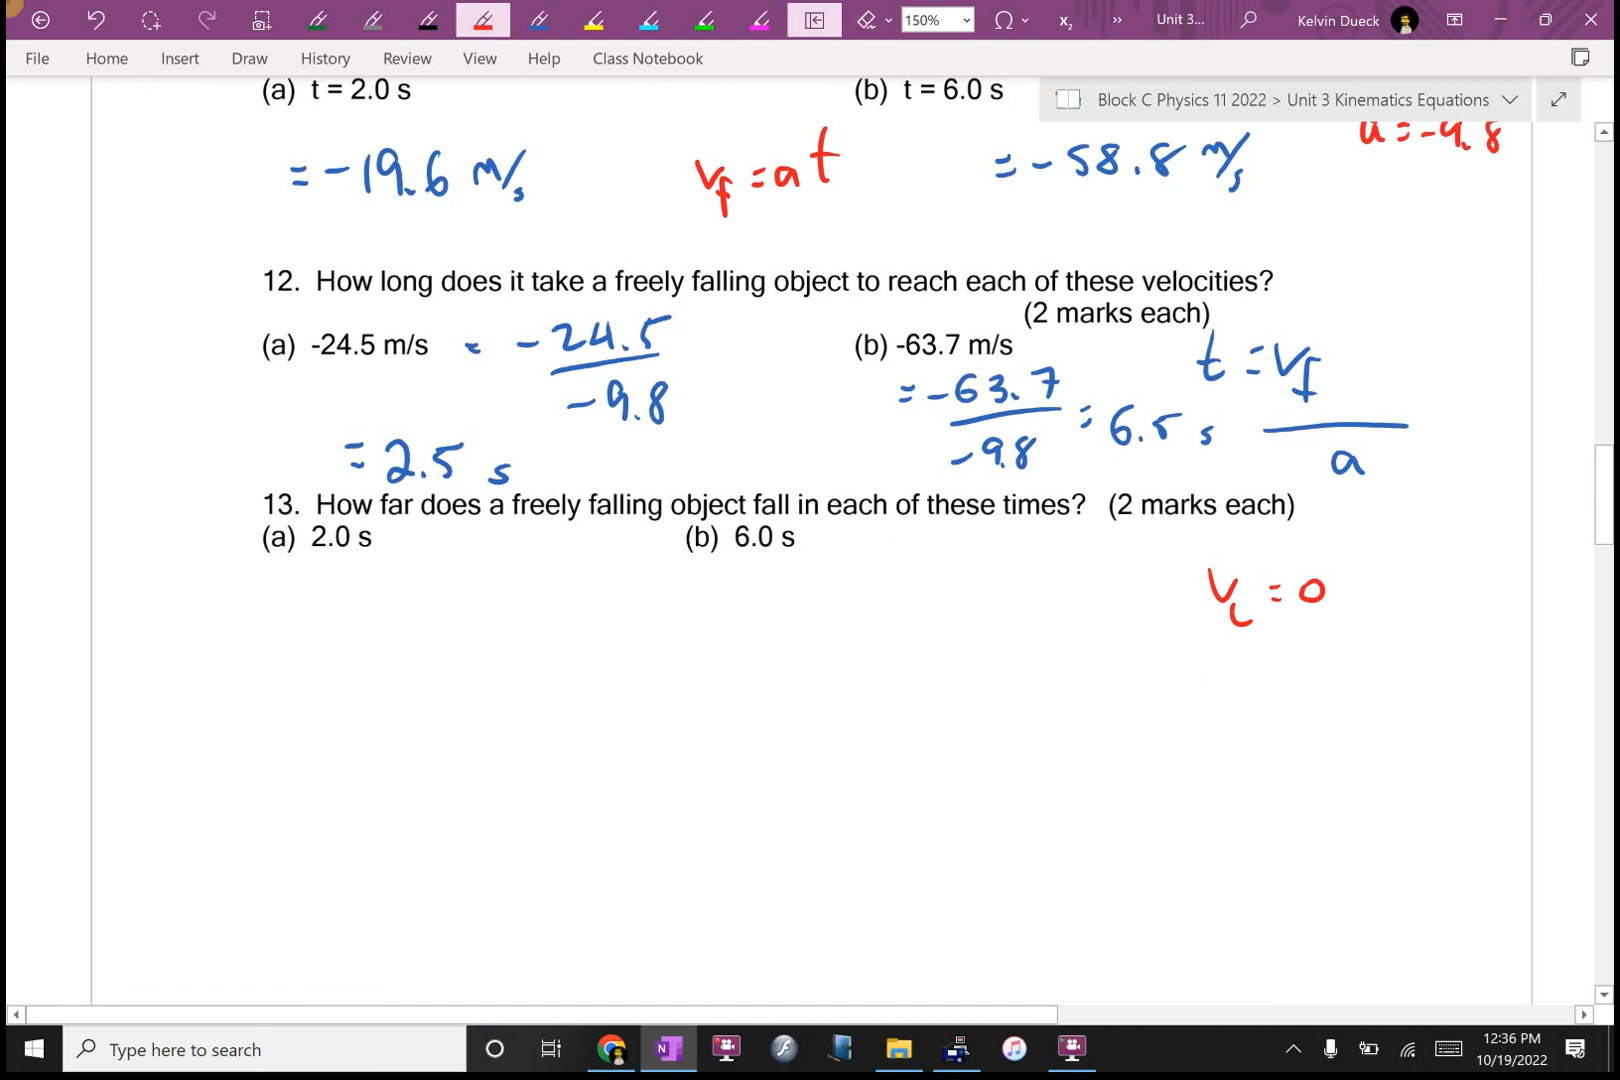 150%
x₂
»
Unit 3...
Kelvin Dueck
File Home Insert Draw History Review View Help Class Notebook
(a) t = 2.0 s
(b) t = 6.0 s
Block C Physics 11 2022 > Unit 3 Kinematics Equations
a = -9.8
= -19.6 m/s
vf = at
= -58.8 m/s
12. How long does it take a freely falling object to reach each of these velocities?
(2 marks each)
(a) -24.5 m/s = -24.5 / -9.8
(b) -63.7 m/s
t = vf / a
= -63.7 / -9.8 = 6.5 s
= 2.5 s
13. How far does a freely falling object fall in each of these times? (2 marks each)
(a) 2.0 s
(b) 6.0 s
vi = 0
Type here to search
12:36 PM
10/19/2022